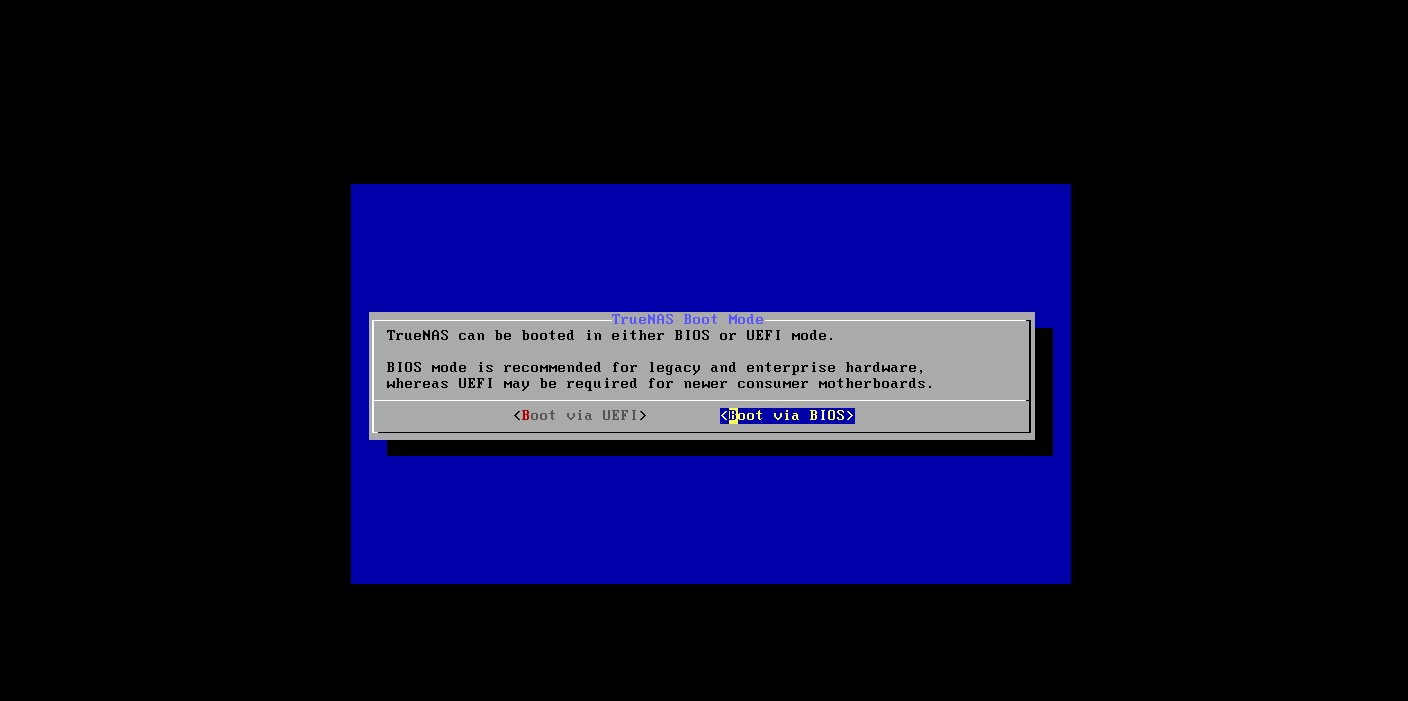 TrueNAS Boot Mode
TrueNAS can be booted in either BIOS or UEFI mode.
BIOS mode is recommended for legacy and enterprise hardware,
whereas UEFI may be required for newer consumer motherboards.
<Boot via UEFI> <Boot via BIOS>